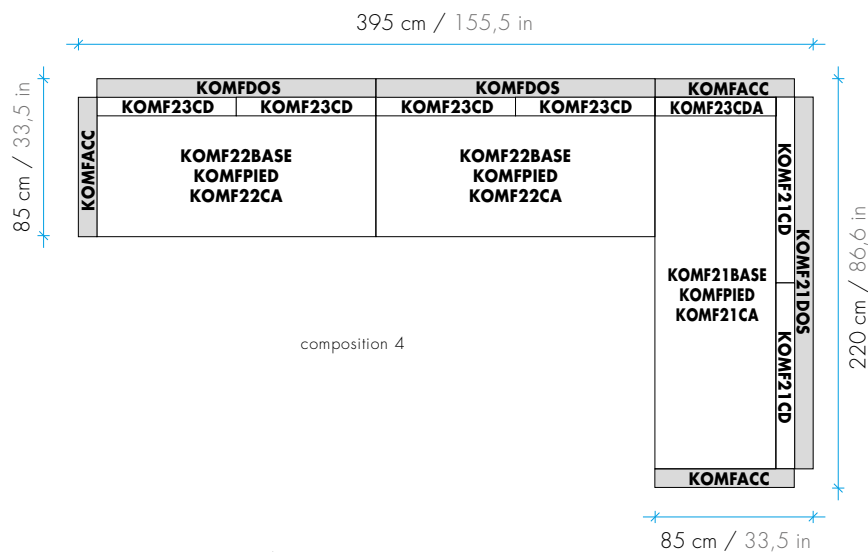 395 cm / 155,5 in
85 cm / 33,5 in
KOMFDOS
KOMFDOS
KOMFACC
KOMFACC
KOMF23CD
KOMF23CD
KOMF23CD
KOMF23CD
KOMF23CDA
KOMF22BASE
KOMFPIED
KOMF22CA
KOMF22BASE
KOMFPIED
KOMF22CA
KOMF21CD
KOMF21DOS
KOMF21BASE
KOMFPIED
KOMF21CA
KOMF21CD
220 cm / 86,6 in
composition 4
KOMFACC
85 cm / 33,5 in